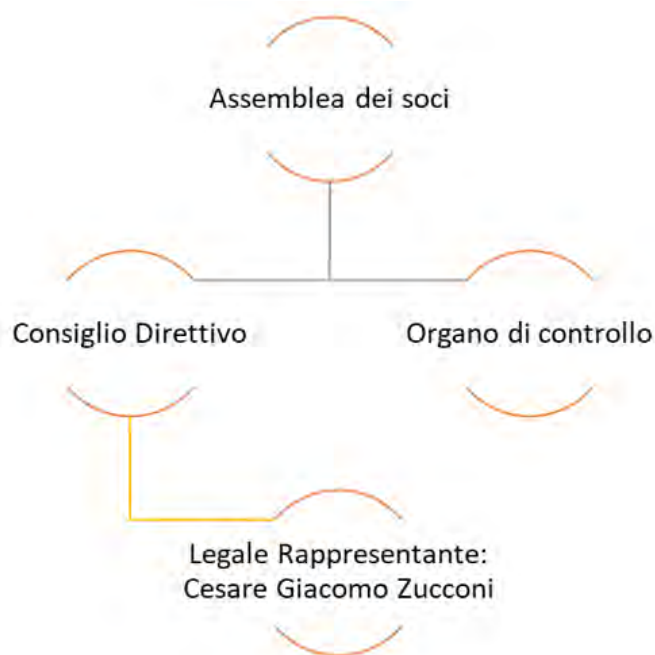 Assemblea dei soci
Consiglio Direttivo
Organo di controllo
Legale Rappresentante:
Cesare Giacomo Zucconi